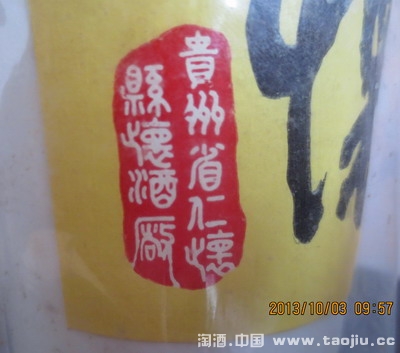 貴州省仁懷
縣懷酒廠
2013/10/03 09:57
淘酒.中国 www.taojiu.cc